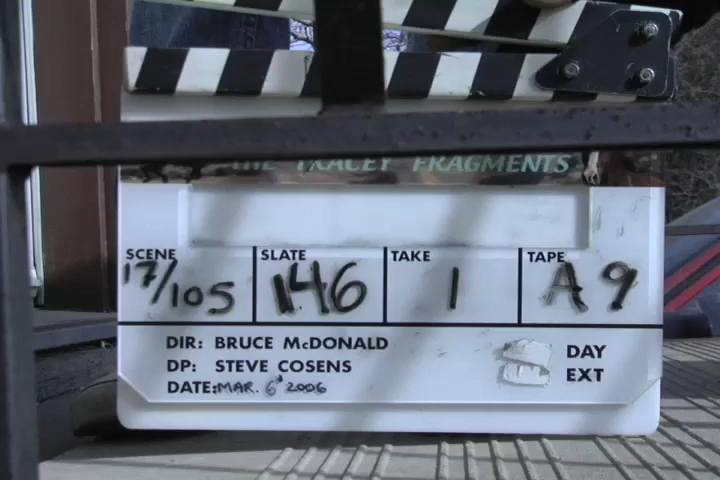 THE TRACEY FRAGMENTS
SCENE SLATE TAKE TAPE
17/105 146 1 A9
DIR: BRUCE McDONALD
DP: STEVE COSENS
DATE: MAR. 6th 2006
DAY
EXT